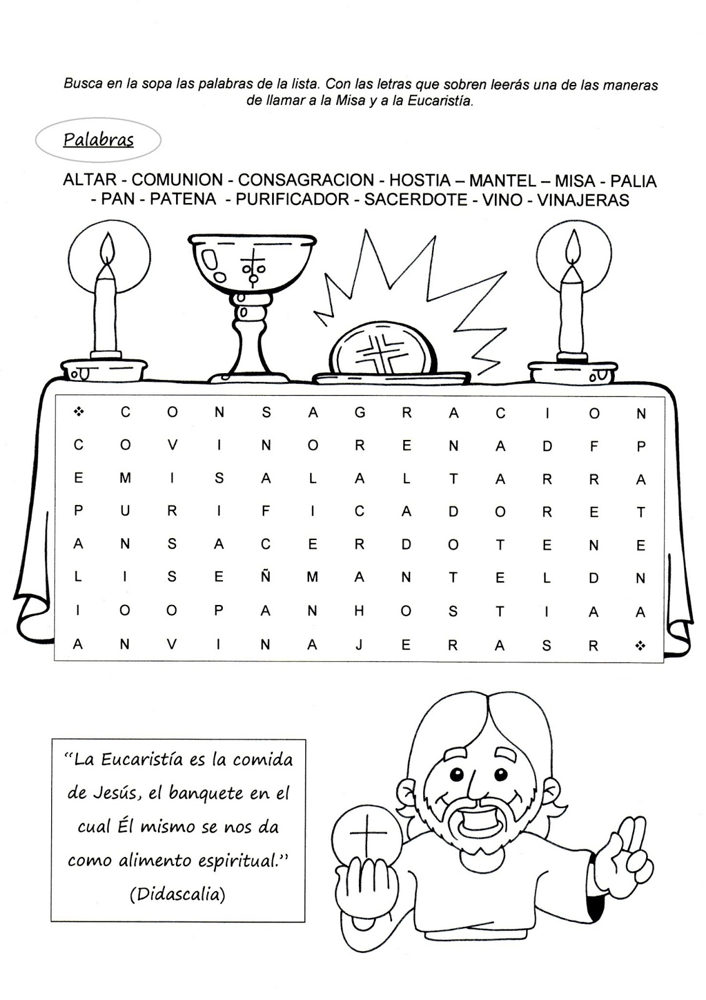 Busca en la sopa las palabras de la lista. Con las letras que sobren leerás una de las maneras
de llamar a la Misa y a la Eucaristía.
Palabras
ALTAR - COMUNION - CONSAGRACION - HOSTIA – MANTEL – MISA - PALIA
- PAN - PATENA - PURIFICADOR - SACERDOTE - VINO - VINAJERAS
❖ C O N S A G R A C I O N
C O V I N O R E N A D F P
E M I S A L A L T A R R A
P U R I F I C A D O R E T
A N S A C E R D O T E N E
L I S E Ñ M A N T E L D N
I O O P A N H O S T I A A
A N V I N A J E R A S R ❖
“La Eucaristía es la comida
de Jesús, el banquete en el
cual Él mismo se nos da
como alimento espiritual.”
(Didascalia)